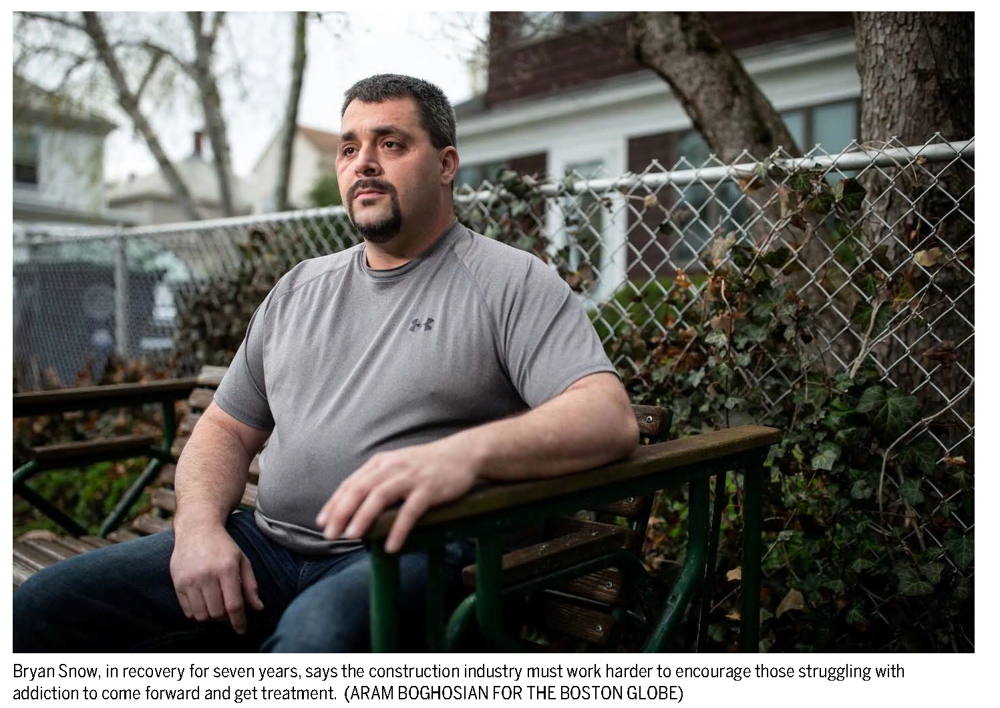 Bryan Snow, in recovery for seven years, says the construction industry must work harder to encourage those struggling with
addiction to come forward and get treatment. (ARAM BOGHOSIAN FOR THE BOSTON GLOBE)